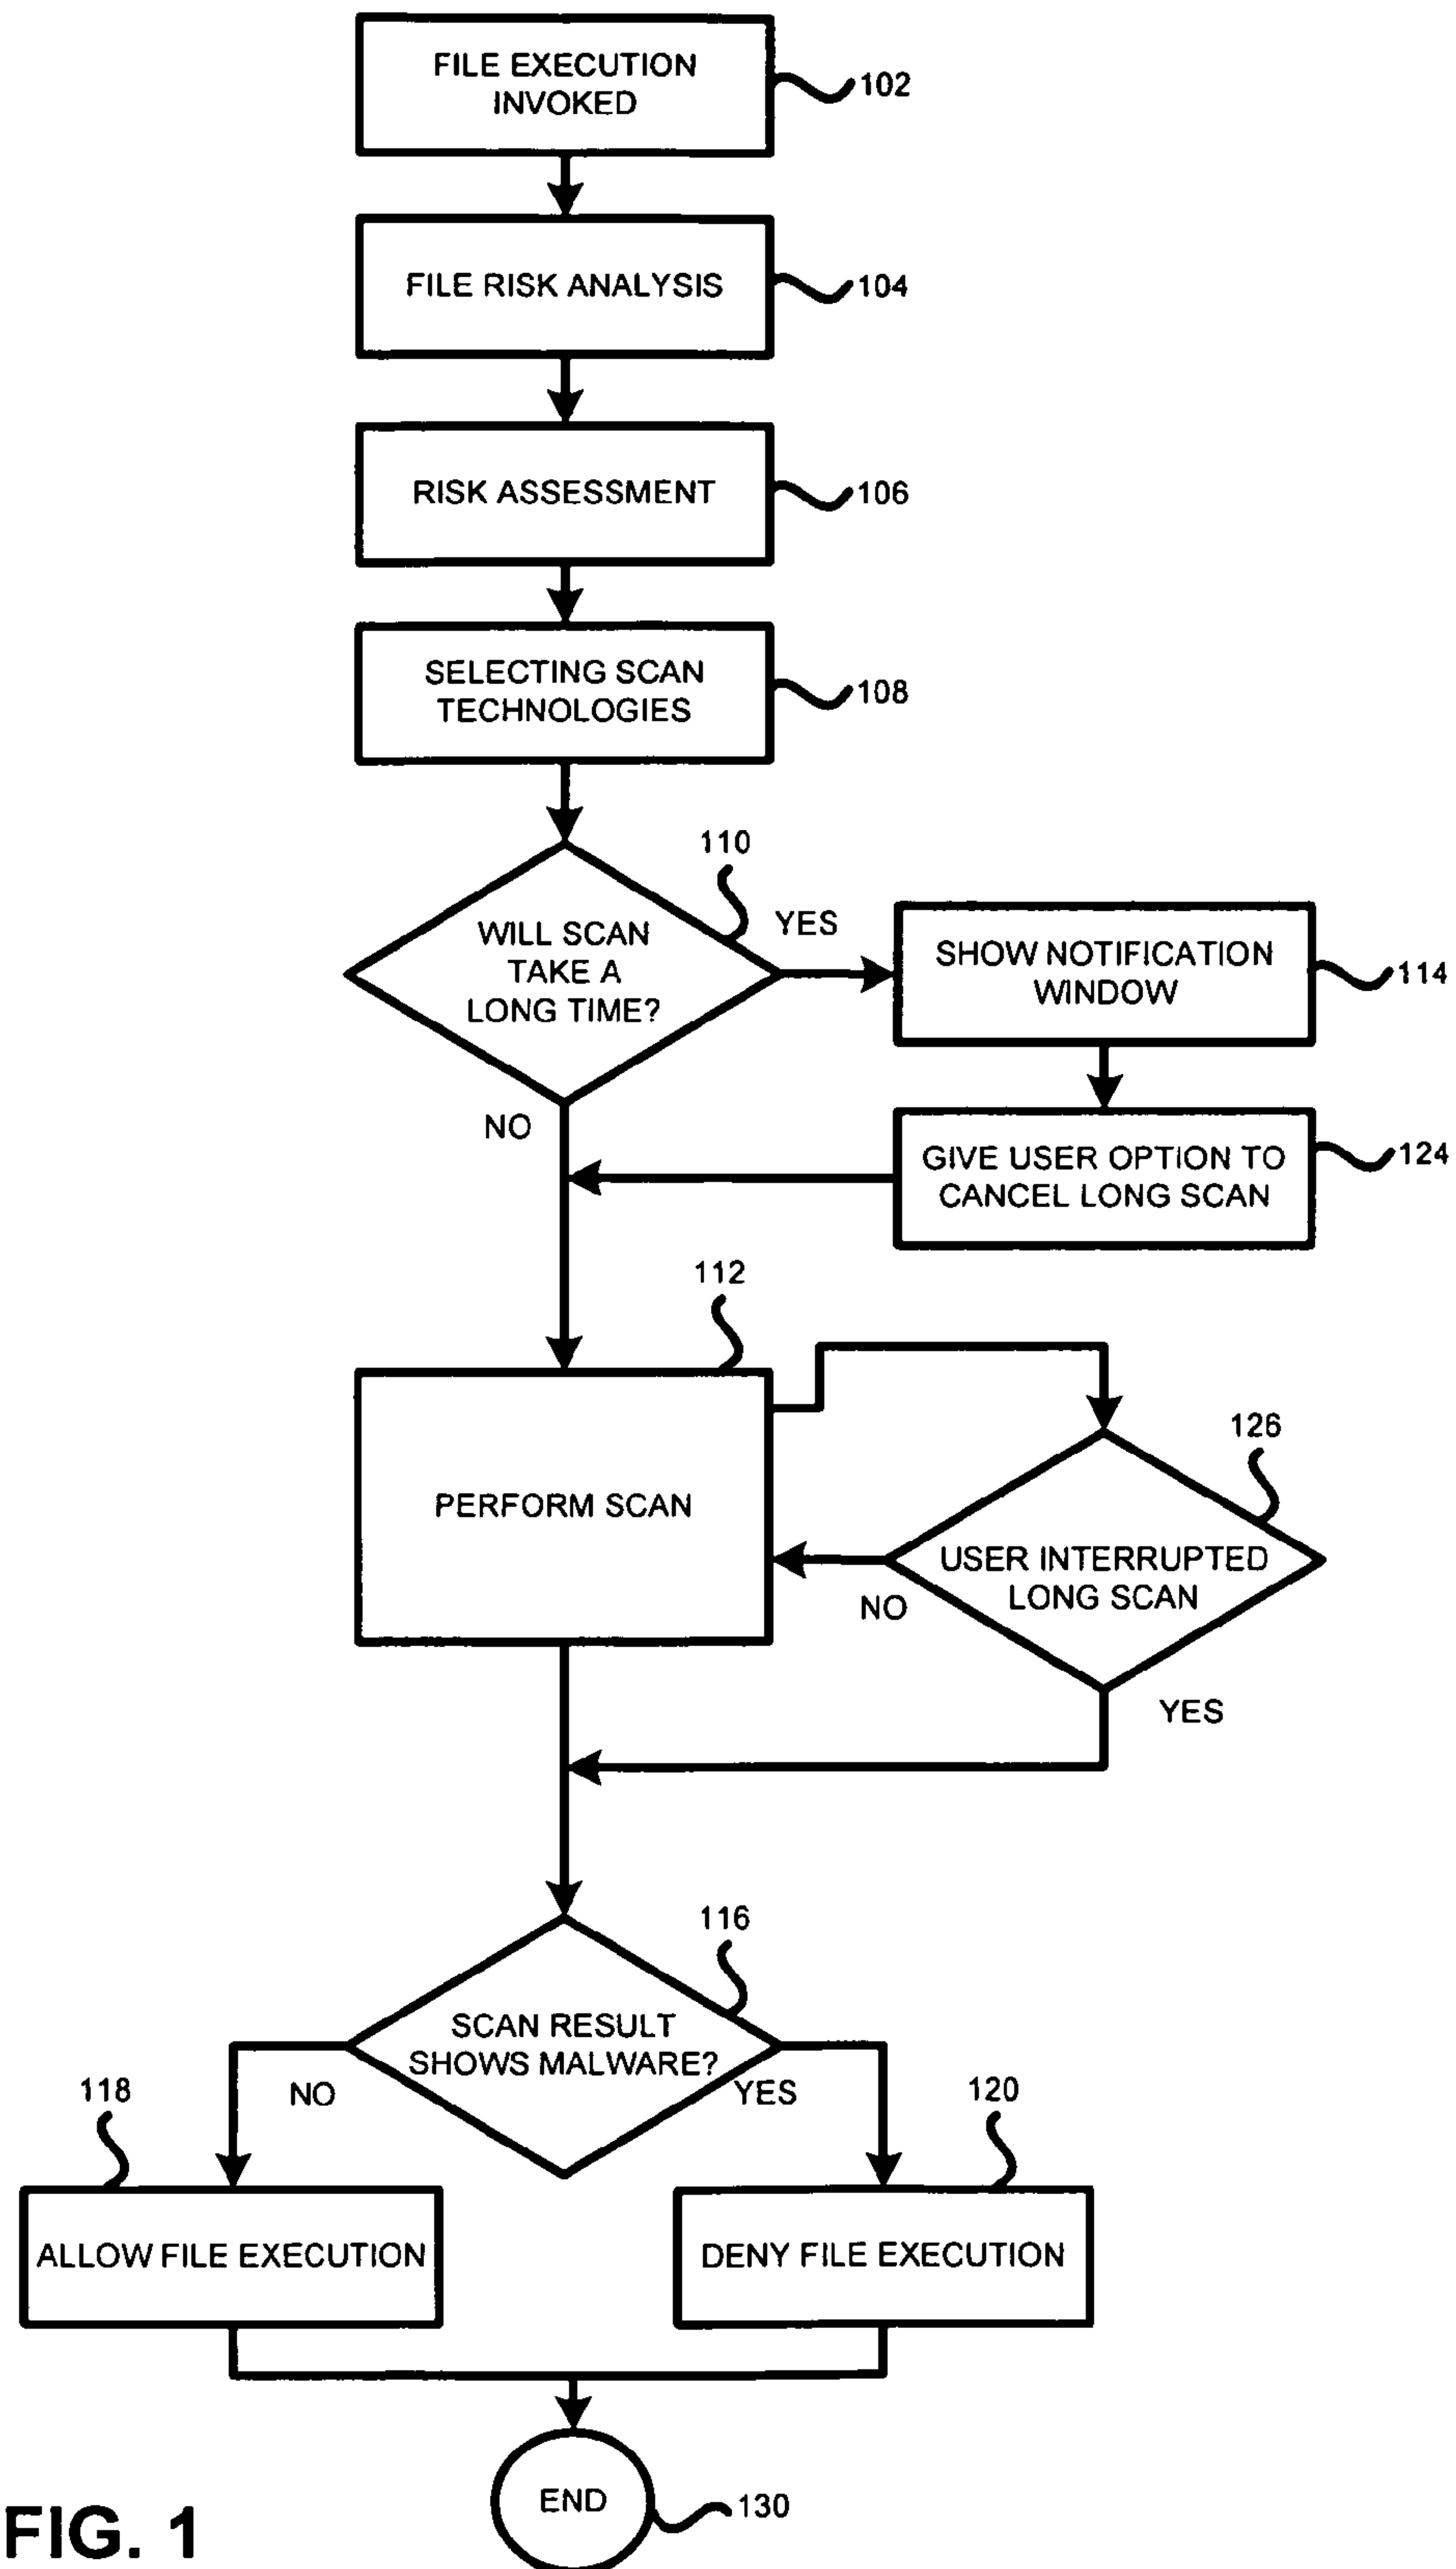 FILE EXECUTION
INVOKED
102
FILE RISK ANALYSIS
104
RISK ASSESSMENT
106
SELECTING SCAN
TECHNOLOGIES
108
110
WILL SCAN
TAKE A
LONG TIME?
YES
NO
SHOW NOTIFICATION
WINDOW
114
GIVE USER OPTION TO
CANCEL LONG SCAN
124
112
PERFORM SCAN
126
USER INTERRUPTED
LONG SCAN
NO
YES
116
SCAN RESULT
SHOWS MALWARE?
NO
YES
118
ALLOW FILE EXECUTION
120
DENY FILE EXECUTION
END
130
FIG. 1